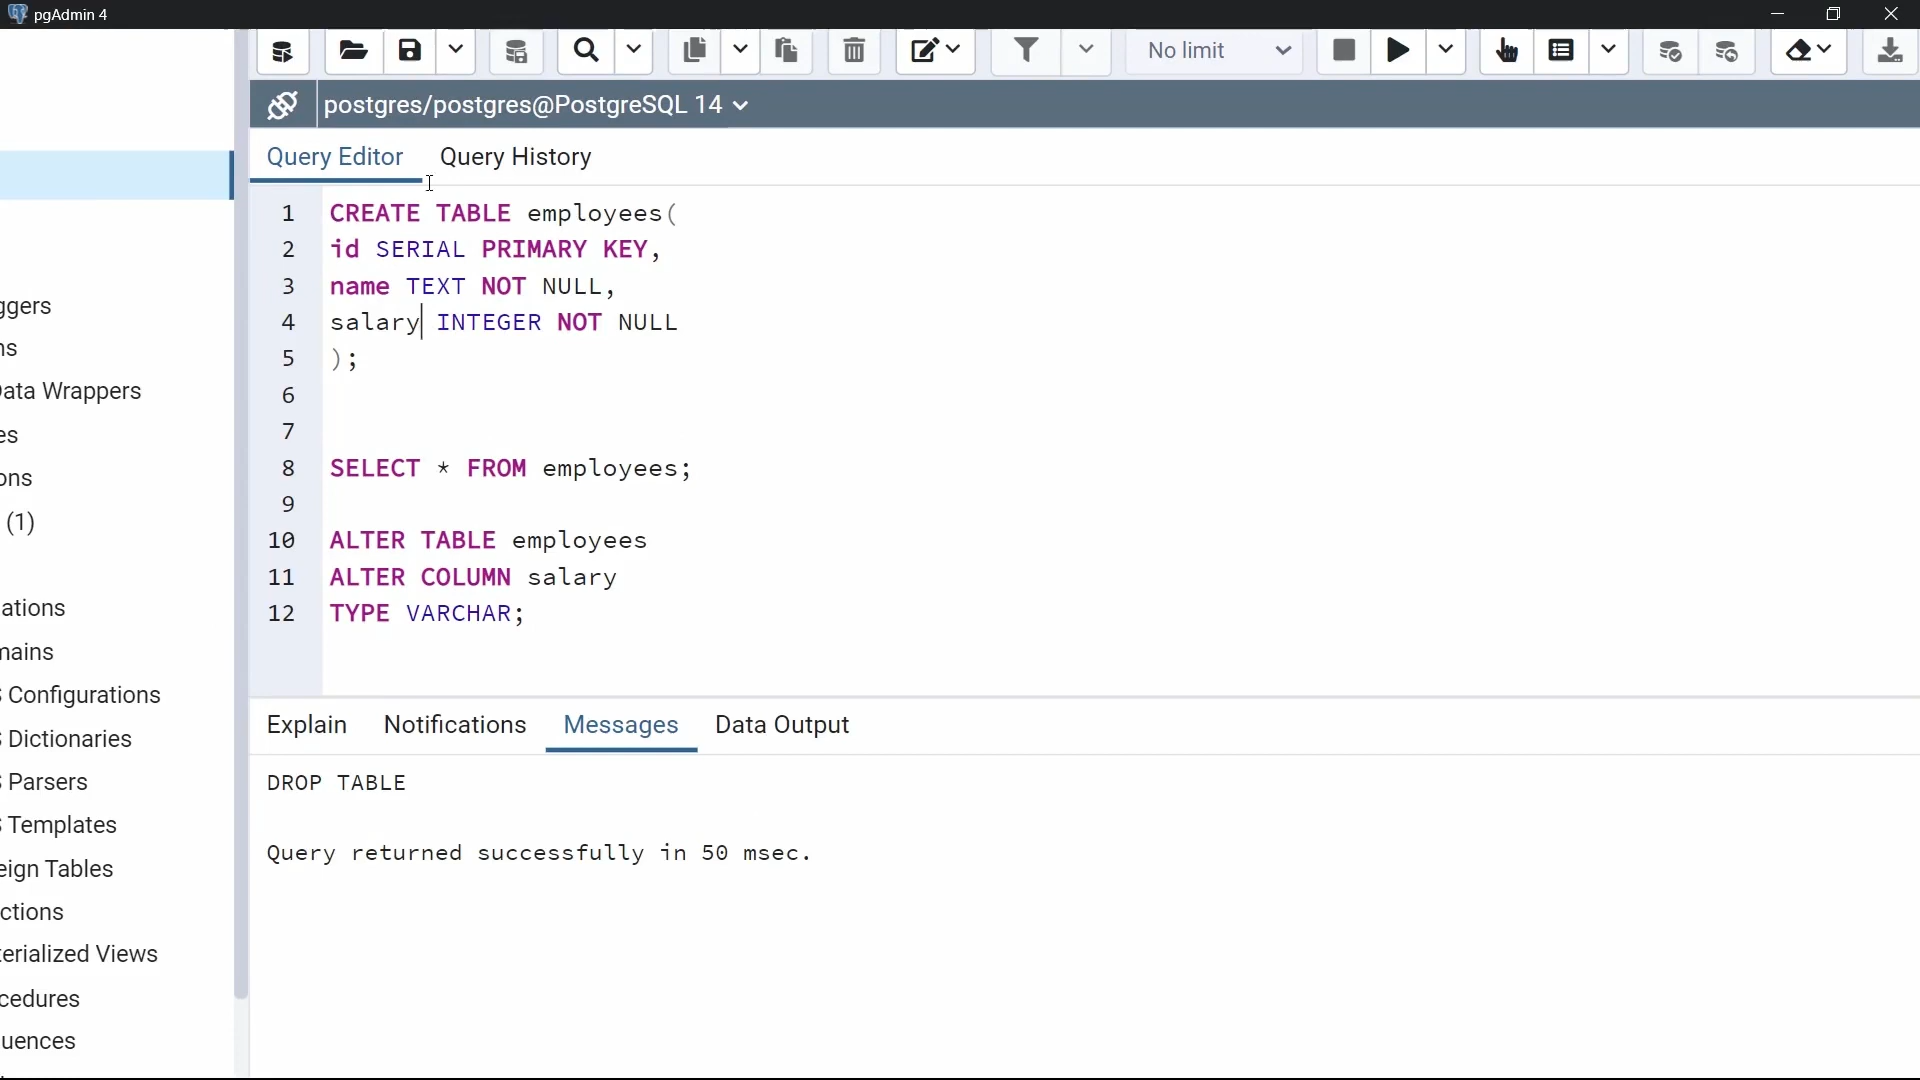 pgAdmin 4
No limit
postgres/postgres@PostgreSQL 14
Query Editor Query History
1 CREATE TABLE employees(
2 id SERIAL PRIMARY KEY,
3 name TEXT NOT NULL,
4 salary INTEGER NOT NULL
5 );
6
7
8 SELECT * FROM employees;
9
10 ALTER TABLE employees
11 ALTER COLUMN salary
12 TYPE VARCHAR;
ggers
ns
ata Wrappers
es
ons
(1)
ations
mains
Configurations
Dictionaries
Parsers
Templates
eign Tables
ctions
erialized Views
cedures
uences
Explain Notifications Messages Data Output
DROP TABLE
Query returned successfully in 50 msec.